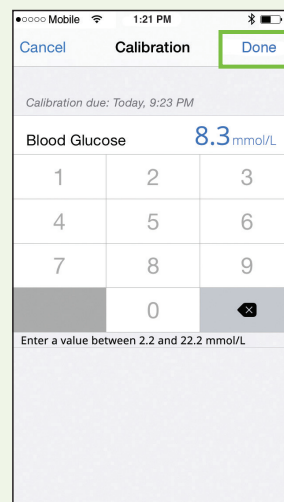 Mobile 1:21 PM
Cancel Calibration Done
Calibration due: Today, 9:23 PM
Blood Glucose 8.3 mmol/L
1 2 3
4 5 6
7 8 9
0
Enter a value between 2.2 and 22.2 mmol/L